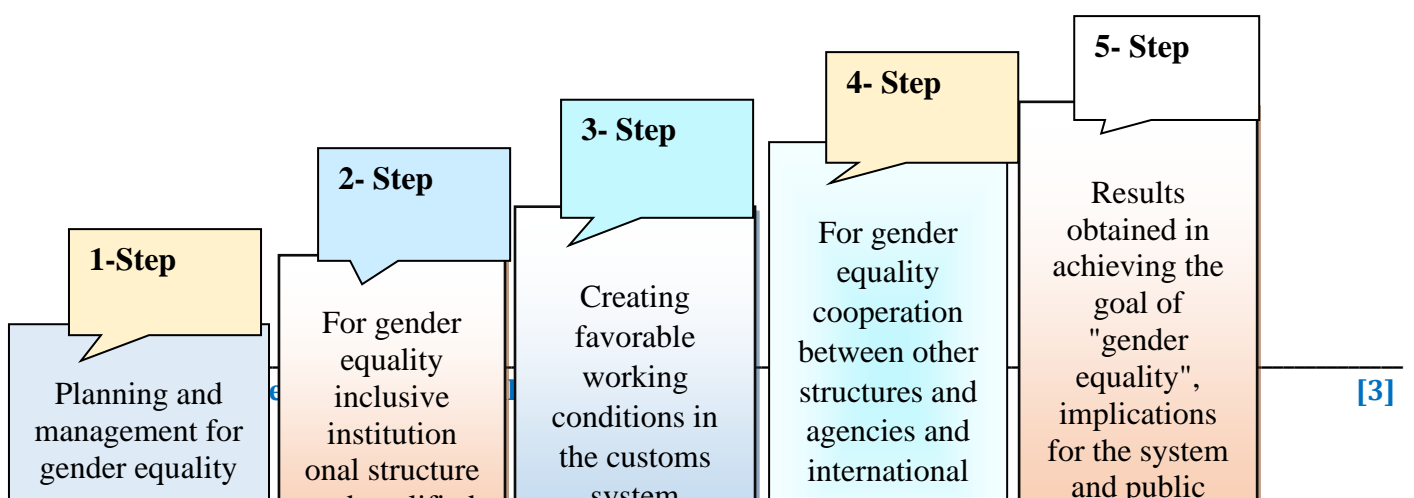 1-Step
Planning and
management for
gender equality
2- Step
For gender
equality
inclusive
institution
onal structure
3- Step
Creating
favorable
working
conditions in
the customs
system
4- Step
For gender
equality
cooperation
between other
structures and
agencies and
international
5- Step
Results
obtained in
achieving the
goal of
"gender
equality",
implications
for the system
and public
[3]